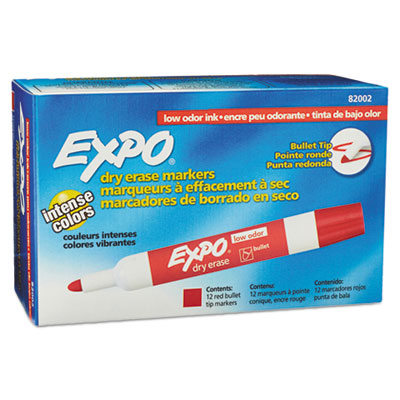 82002
low odor ink • encre peu odorante • tinta de bajo olor
EXPO®
Bullet Tip
Pointe ronde
Punta redonda
dry erase markers
marqueurs à effacement à sec
marcadores de borrado en seco
intense
colors
couleurs intenses
colores vibrantes
EXPO
low odor
dry erase
bullet
Contents:
12 red bullet
tip markers
Contenu:
12 marqueurs à pointe
conique, encre rouge
Contenido:
12 marcadores rojos
punta de bala